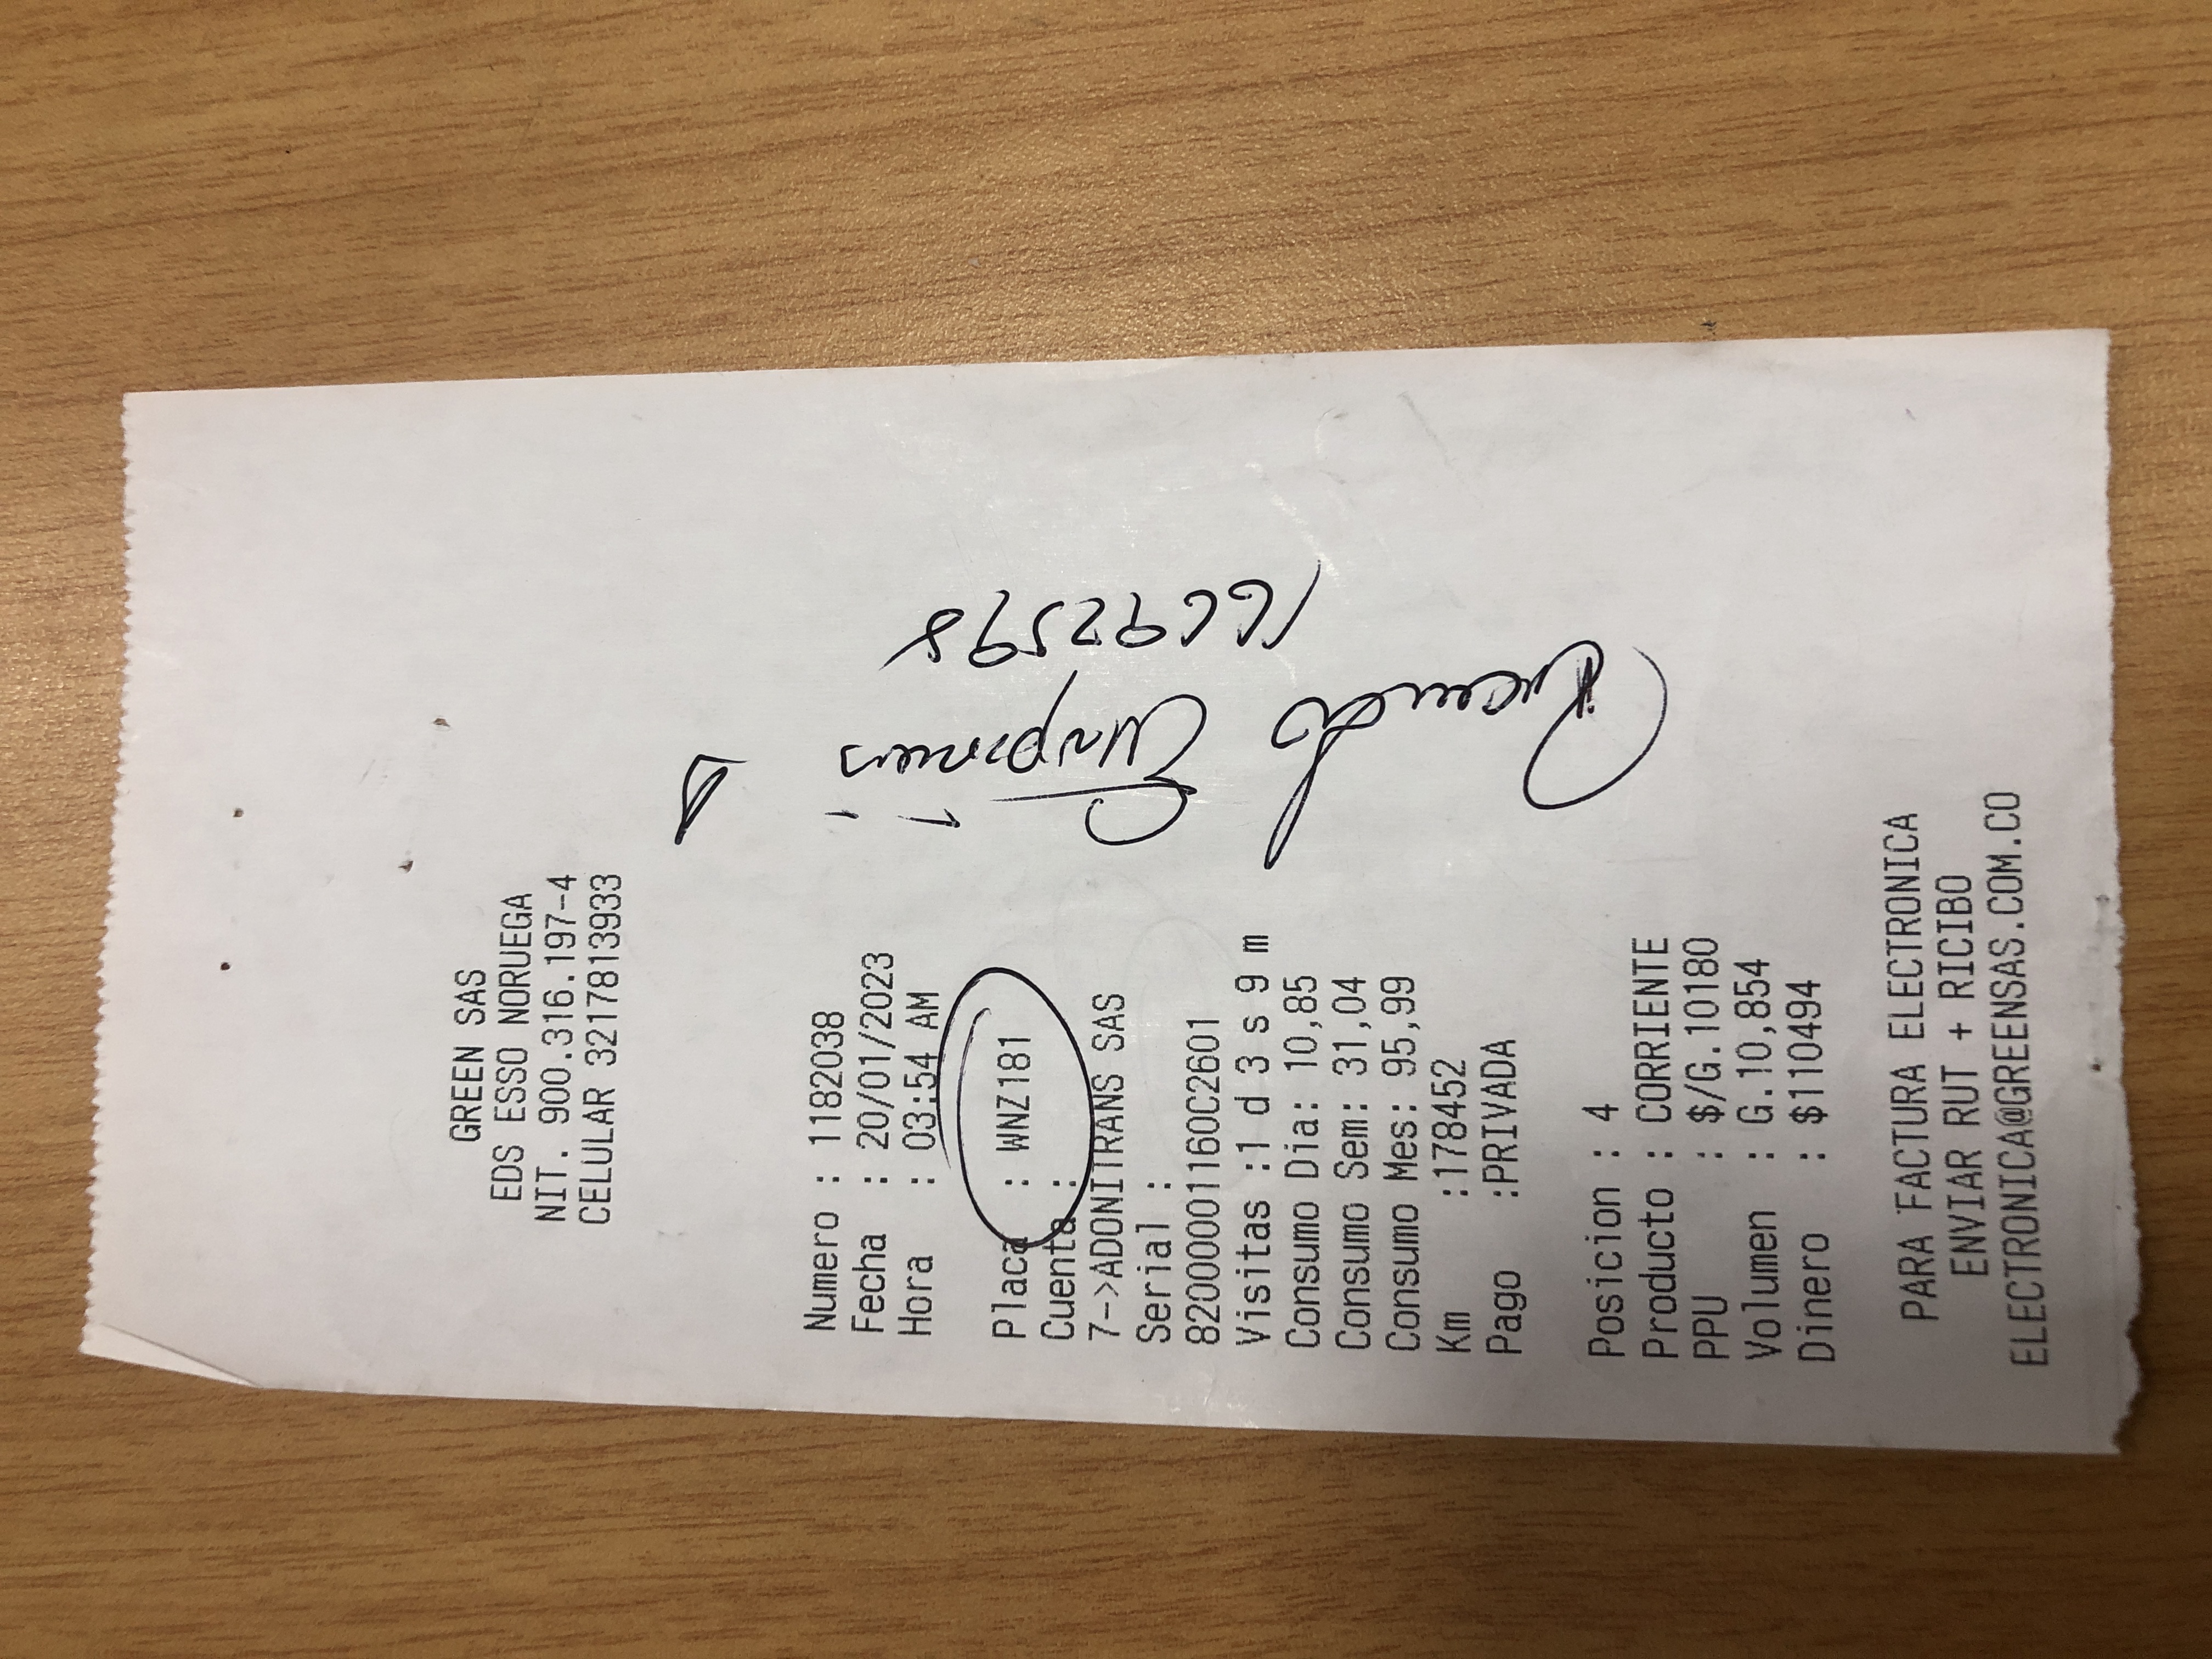 GREEN SAS
EDS ESSO NORUEGA
NIT. 900.316.197-4
CELULAR 3217813933
Numero : 1182038
Fecha : 20/01/2023
Hora : 03:54 AM
Placa : WNZ181
Cuenta :
7->ADONITRANS SAS
Serial :
82000001160C2601
Visitas :1 d 3 s 9 m
Consumo Dia: 10,85
Consumo Sem: 31,04
Consumo Mes: 95,99
Km :178452
Pago :PRIVADA
Posicion : 4
Producto : CORRIENTE
PPU : $/G.10180
Volumen : G.10,854
Dinero : $110494
PARA FACTURA ELECTRONICA
ENVIAR RUT + RICIBO
ELECTRONICA@GREENSAS.COM.CO
16692598